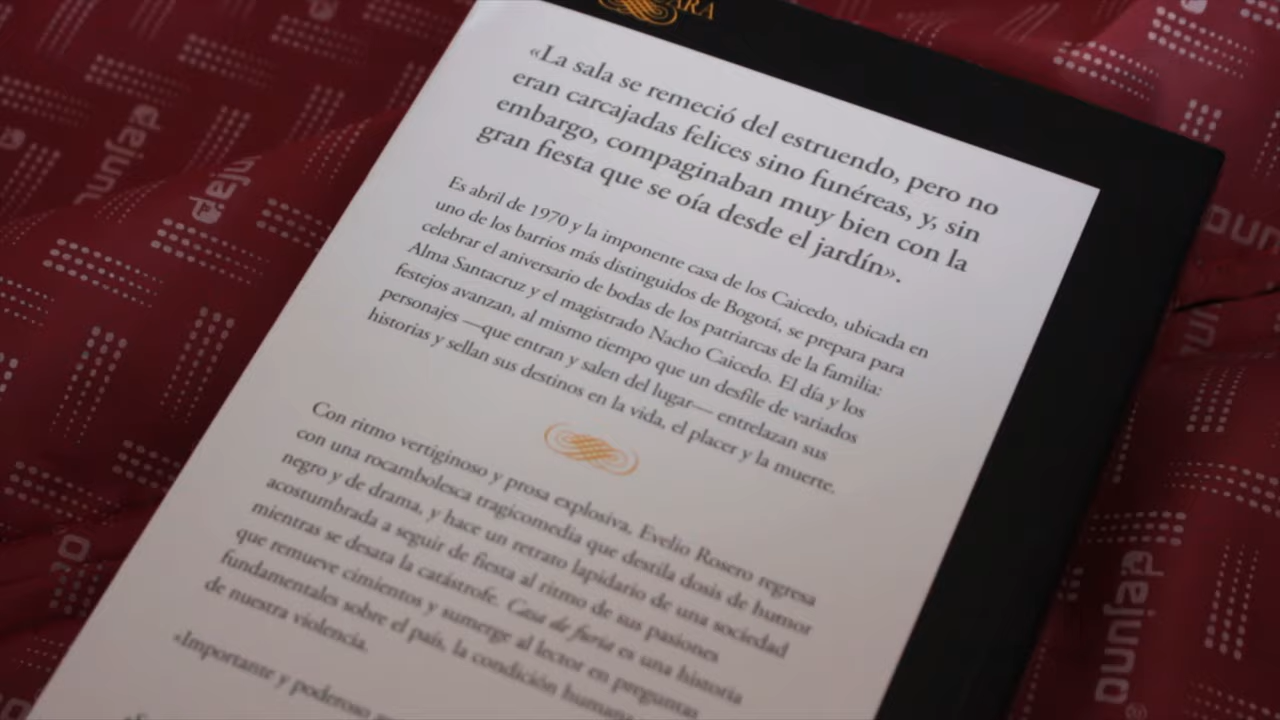 ARA
«La sala se remeció del estruendo, pero no
eran carcajadas felices sino funéreas, y, sin
embargo, compaginaban muy bien con la
gran fiesta que se oía desde el jardín».
Es abril de 1970 y la imponente casa de los Caicedo, ubicada en
uno de los barrios más distinguidos de Bogotá, se prepara para
celebrar el aniversario de bodas de los patriarcas de la familia:
Alma Santacruz y el magistrado Nacho Caicedo. El día y los
festejos avanzan, al mismo tiempo que un desfile de variados
personajes —que entran y salen del lugar— entrelazan sus
historias y sellan sus destinos en la vida, el placer y la muerte.
Con ritmo vertiginoso y prosa explosiva, Evelio Rosero regresa
con una rocambolesca tragicomedia que destila dosis de humor
negro y de drama, y hace un retrato lapidario de una sociedad
acostumbrada a seguir de fiesta al ritmo de sus pasiones
mientras se desata la catástrofe. Casa de furia es una historia
que remueve cimientos y sumerge al lector en preguntas
fundamentales sobre el país, la condición humana
de nuestra violencia.
«Importante y poderoso